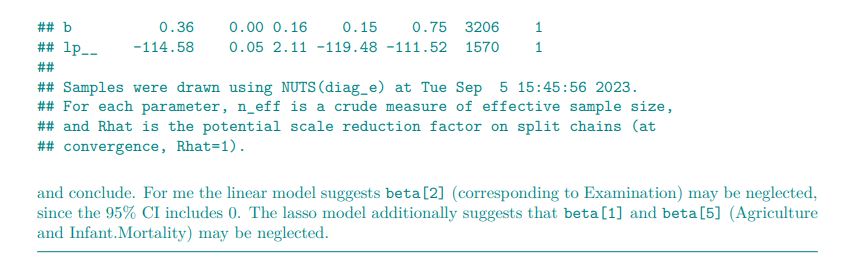 ## b         0.36    0.00 0.16    0.15    0.75  3206    1
## lp__   -114.58    0.05 2.11 -119.48 -111.52  1570    1
##
## Samples were drawn using NUTS(diag_e) at Tue Sep  5 15:45:56 2023.
## For each parameter, n_eff is a crude measure of effective sample size,
## and Rhat is the potential scale reduction factor on split chains (at
## convergence, Rhat=1).
and conclude. For me the linear model suggests beta[2] (corresponding to Examination) may be neglected,
since the 95% CI includes 0. The lasso model additionally suggests that beta[1] and beta[5] (Agriculture
and Infant.Mortality) may be neglected.